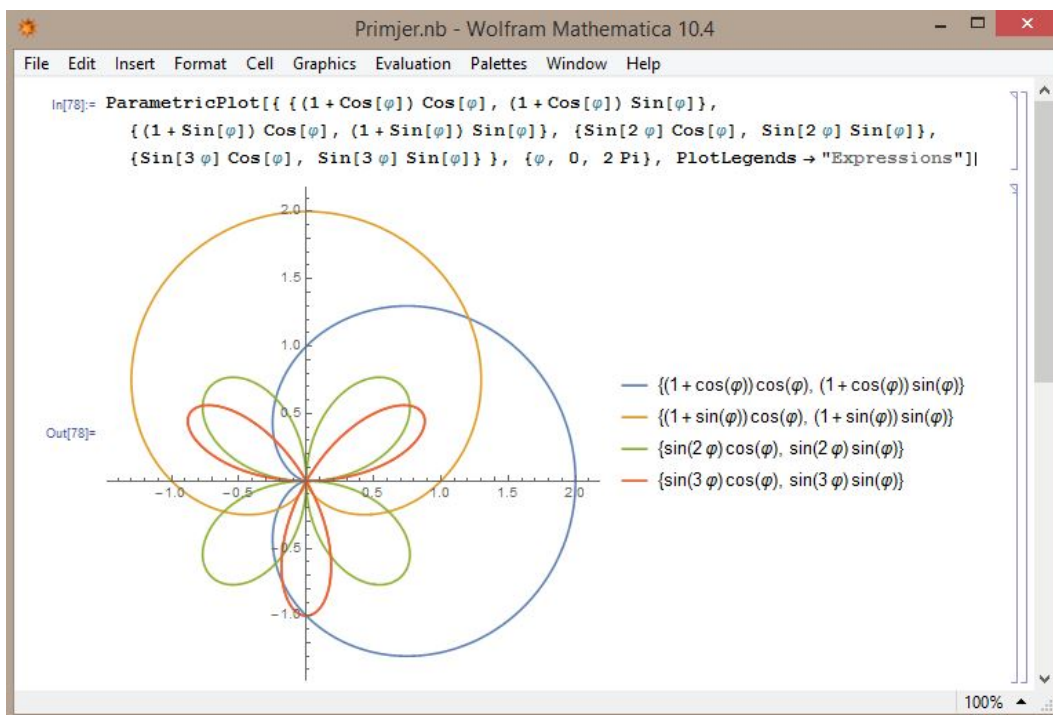 Primjer.nb - Wolfram Mathematica 10.4
File Edit Insert Format Cell Graphics Evaluation Palettes Window Help
In[78]:= ParametricPlot[{ {(1 + Cos[φ]) Cos[φ], (1 + Cos[φ]) Sin[φ]},
{(1 + Sin[φ]) Cos[φ], (1 + Sin[φ]) Sin[φ]}, {Sin[2 φ] Cos[φ], Sin[2 φ] Sin[φ]},
{Sin[3 φ] Cos[φ], Sin[3 φ] Sin[φ]} }, {φ, 0, 2 Pi}, PlotLegends → "Expressions"]
2.0
1.5
1.0
0.5
Out[78]=
-1.0 -0.5 0.5 1.0 1.5 2.0
-0.5
-1.0
{(1 + cos(φ)) cos(φ), (1 + cos(φ)) sin(φ)}
{(1 + sin(φ)) cos(φ), (1 + sin(φ)) sin(φ)}
{sin(2 φ) cos(φ), sin(2 φ) sin(φ)}
{sin(3 φ) cos(φ), sin(3 φ) sin(φ)}
100%